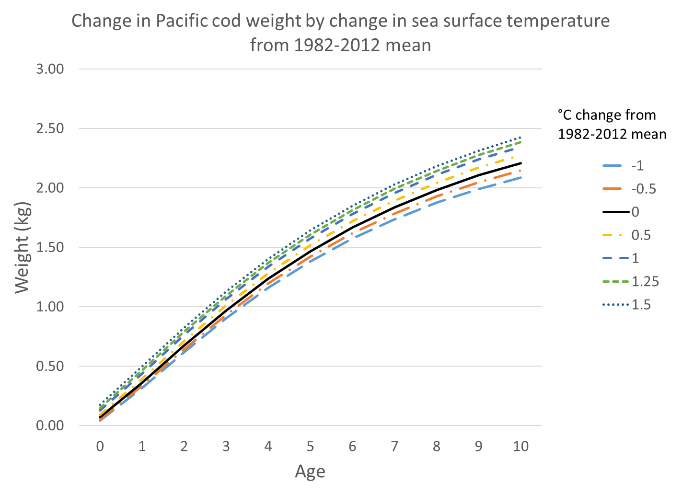 Change in Pacific cod weight by change in sea surface temperature
from 1982-2012 mean
3.00
2.50
2.00
1.50
1.00
0.50
0.00
Weight (kg)
0 1 2 3 4 5 6 7 8 9 10
Age
°C change from
1982-2012 mean
-1
-0.5
0
0.5
1
1.25
1.5